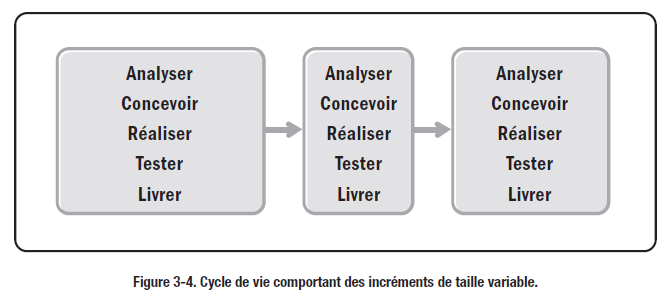 Analyser
Concevoir
Réaliser
Tester
Livrer
Analyser
Concevoir
Réaliser
Tester
Livrer
Analyser
Concevoir
Réaliser
Tester
Livrer
Figure 3-4. Cycle de vie comportant des incréments de taille variable.